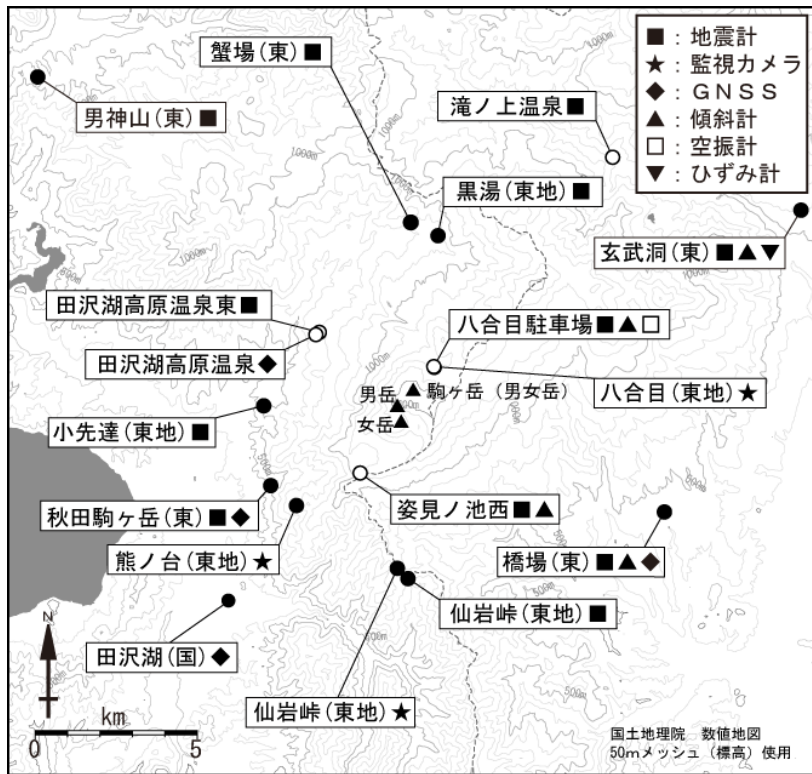 蟹場(東)■
男神山(東)■
滝ノ上温泉■
黒湯(東地)■
■：地震計
★：監視カメラ
◆：ＧＮＳＳ
▲：傾斜計
□：空振計
▼：ひずみ計
玄武洞(東)■▲▼
田沢湖高原温泉東■
田沢湖高原温泉◆
八合目駐車場■▲□
八合目(東地)★
駒ヶ岳（男女岳）
男岳
女岳
小先達(東地)■
秋田駒ヶ岳(東)■◆
熊ノ台(東地)★
姿見ノ池西■▲
橋場(東)■▲◆
仙岩峠(東地)■
田沢湖(国)◆
仙岩峠(東地)★
1000m
1000m
1000m
1000m
500m
500m
500m
N
km
0 5
国土地理院 数値地図
50mメッシュ（標高）使用